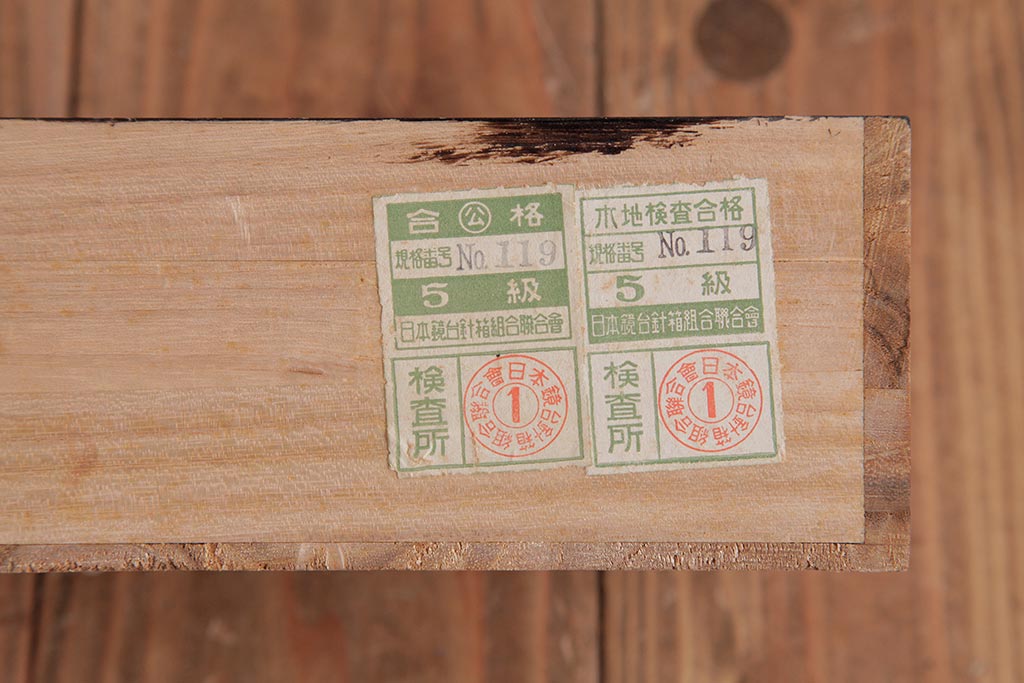 合 公 格
規格番号 No. 119
5 級
日本鏡台針箱組合聯合會
検査所
日本鏡台針箱組合聯合會
1
木地検査合格
規格番号 No. 119
5 級
日本鏡台針箱組合聯合會
検査所
日本鏡台針箱組合聯合會
1